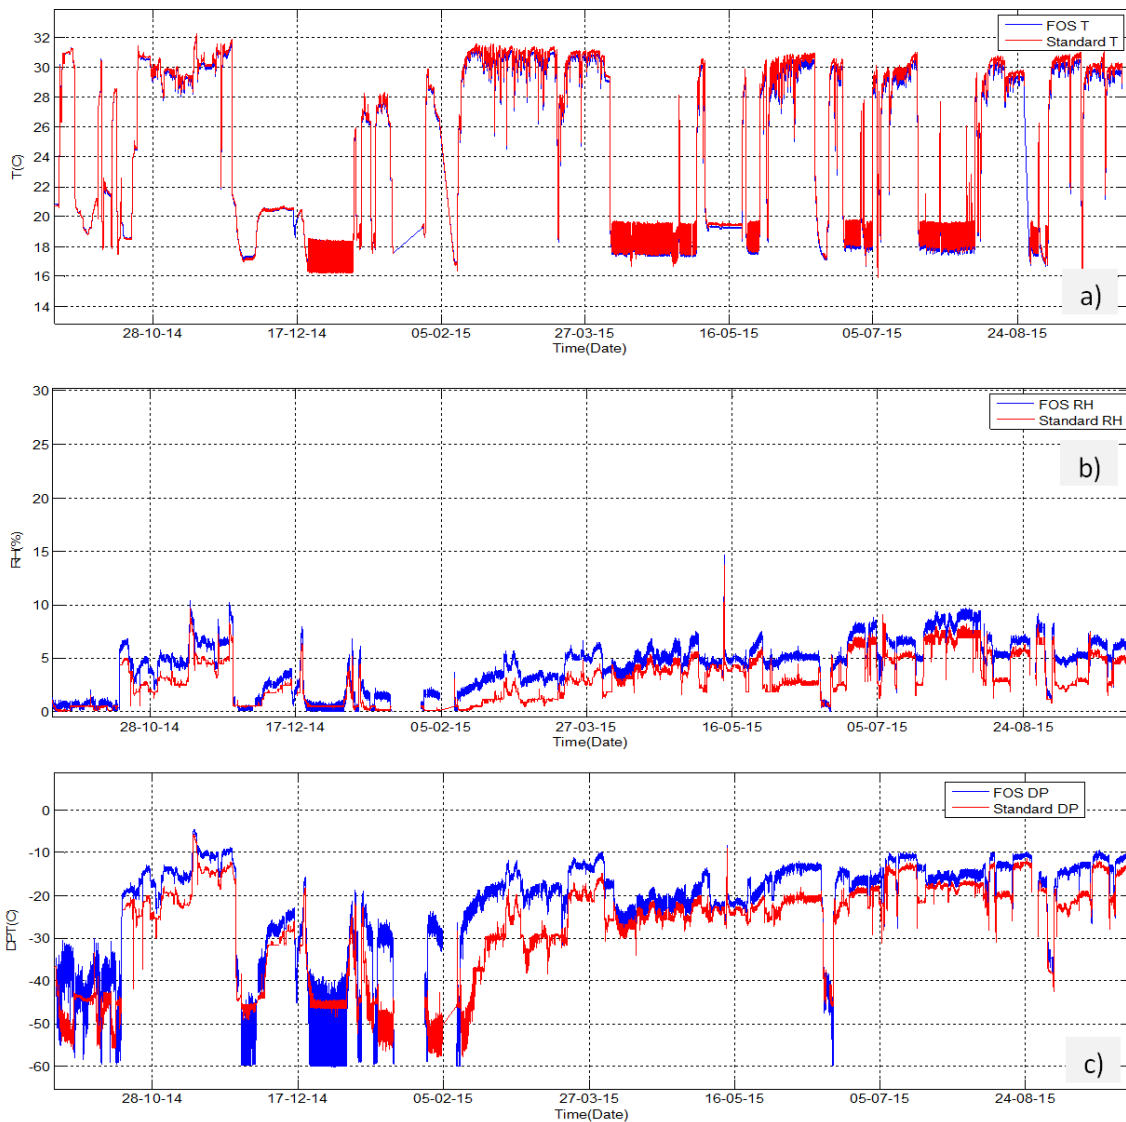 FOS T
Standard T
32
30
28
26
24
22
20
18
16
14
T(C)
a)
28-10-14 17-12-14 05-02-15 27-03-15 16-05-15 05-07-15 24-08-15
Time(Date)
FOS RH
Standard RH
30
25
20
15
10
5
0
RH(%)
b)
28-10-14 17-12-14 05-02-15 27-03-15 16-05-15 05-07-15 24-08-15
Time(Date)
FOS DP
Standard DP
0
-10
-20
-30
-40
-50
-60
DPT(C)
c)
28-10-14 17-12-14 05-02-15 27-03-15 16-05-15 05-07-15 24-08-15
Time(Date)